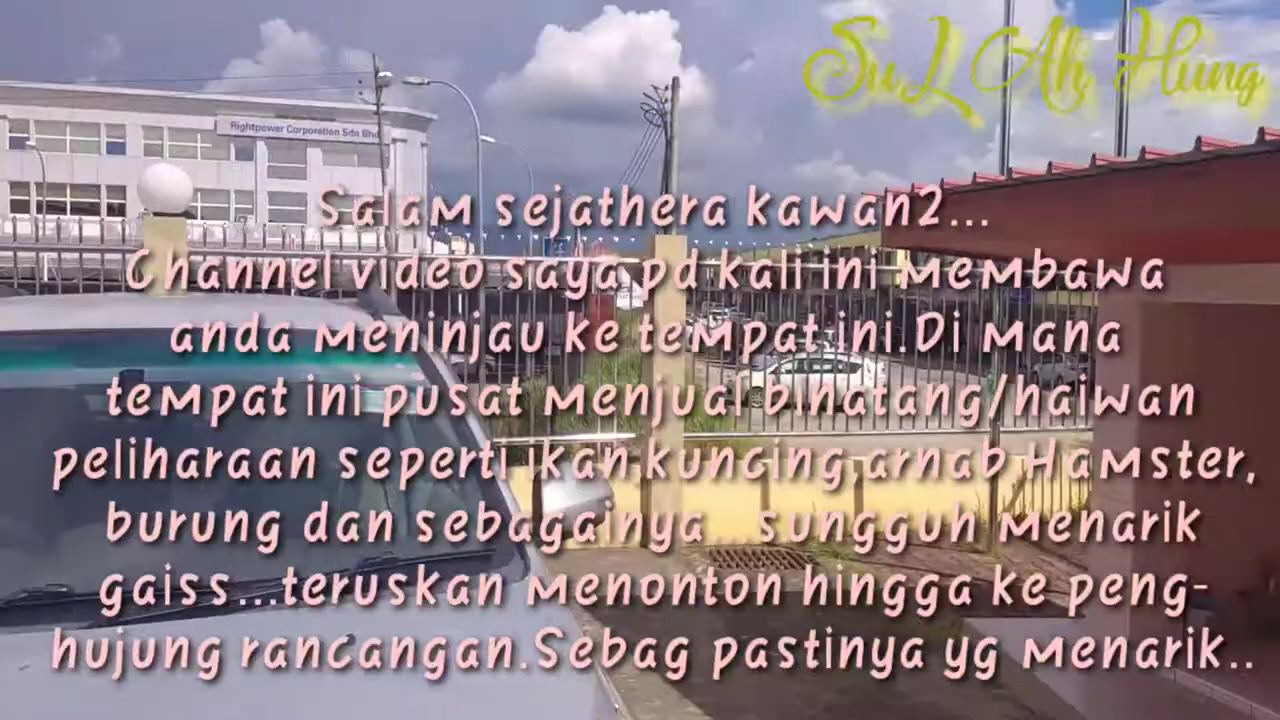 SuL Ah Hung
Rightpower Corporation Sdn Bhd
Salam sejathera kawan2...
Channel video saya pd kali ini membawa
anda meninjau ke tempat ini.Di mana
tempat ini pusat menjual binatang/haiwan
peliharaan seperti ikan,kuncing,arnab,Hamster,
burung dan sebagainya.. sungguh menarik
gaiss...teruskan menonton hingga ke peng-
hujung rancangan.Sebag pastinya yg menarik..